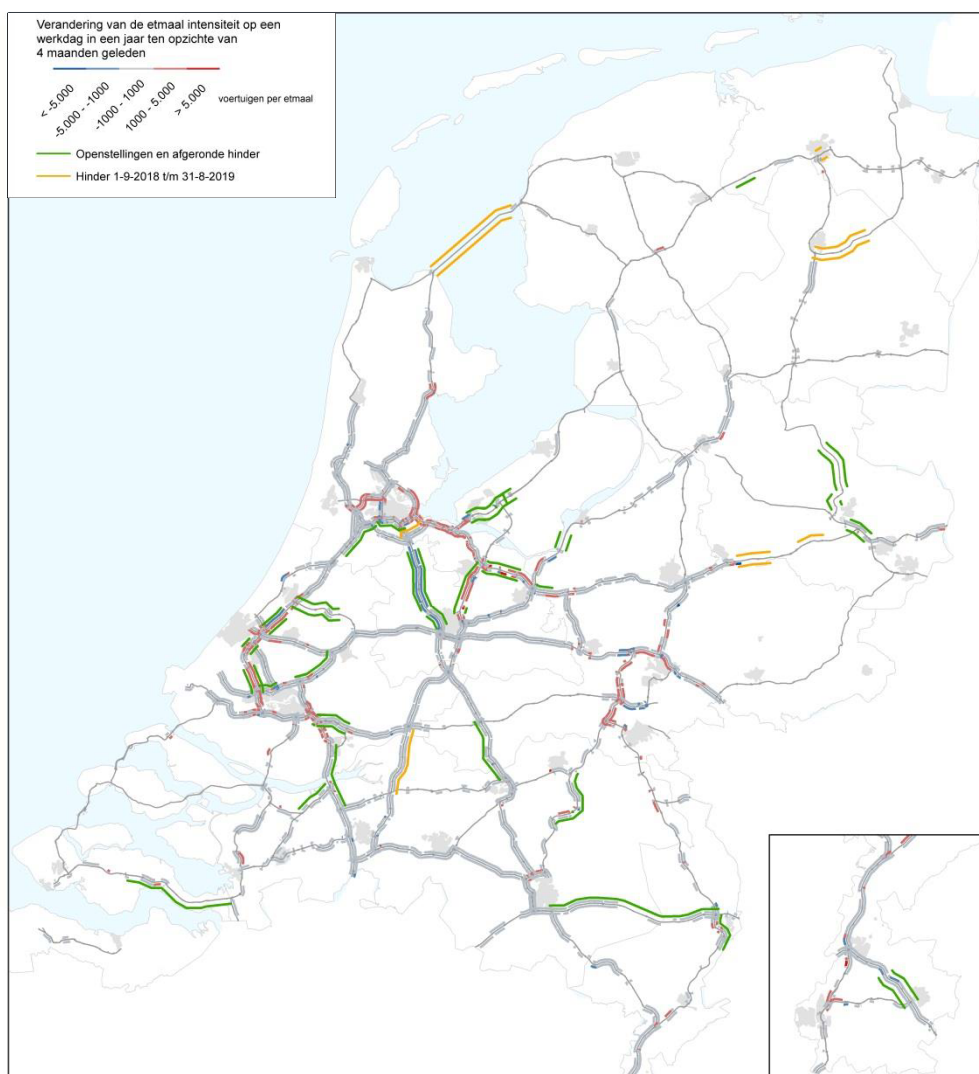 Verandering van de etmaal intensiteit op een
werkdag in een jaar ten opzichte van
4 maanden geleden
< -5.000
-5.000 - -1000
-1000 - 1000
1000 - 5.000
> 5.000
voertuigen per etmaal
Openstellingen en afgeronde hinder
Hinder 1-9-2018 t/m 31-8-2019